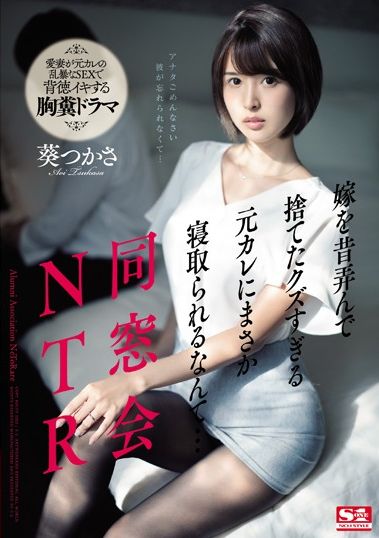 愛妻が元カレの
乱暴なSEXで
背徳イキする
胸糞ドラマ
葵つかさ
Aoi Tsukasa
アナタごめんなさい
彼が忘れられなくて…
嫁を昔弄んで
捨てたクズすぎる
元カレにまさか
寝取られるなんて…
同窓会
NTR
Alumni Association NeToRare
S1
NO.1 STYLE